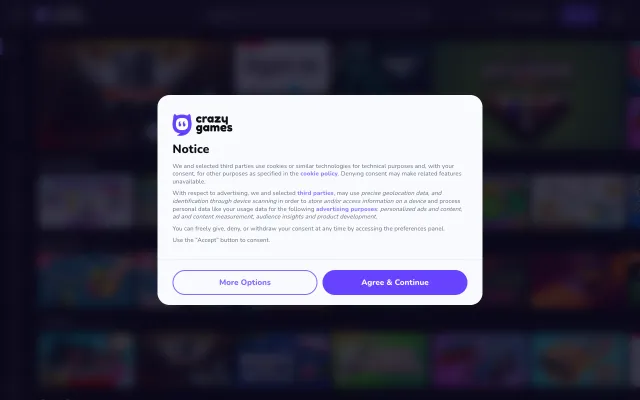 crazy
games
Notice
We and selected third parties use cookies or similar technologies for technical purposes and, with your
consent, for other purposes as specified in the cookie policy. Denying consent may make related features
unavailable.
With respect to advertising, we and selected third parties, may use precise geolocation data, and
identification through device scanning in order to store and/or access information on a device and process
personal data like your usage data for the following advertising purposes: personalized ads and content,
ad and content measurement, audience insights and product development.
You can freely give, deny, or withdraw your consent at any time by accessing the preferences panel.
Use the "Accept" button to consent.
More Options
Agree & Continue